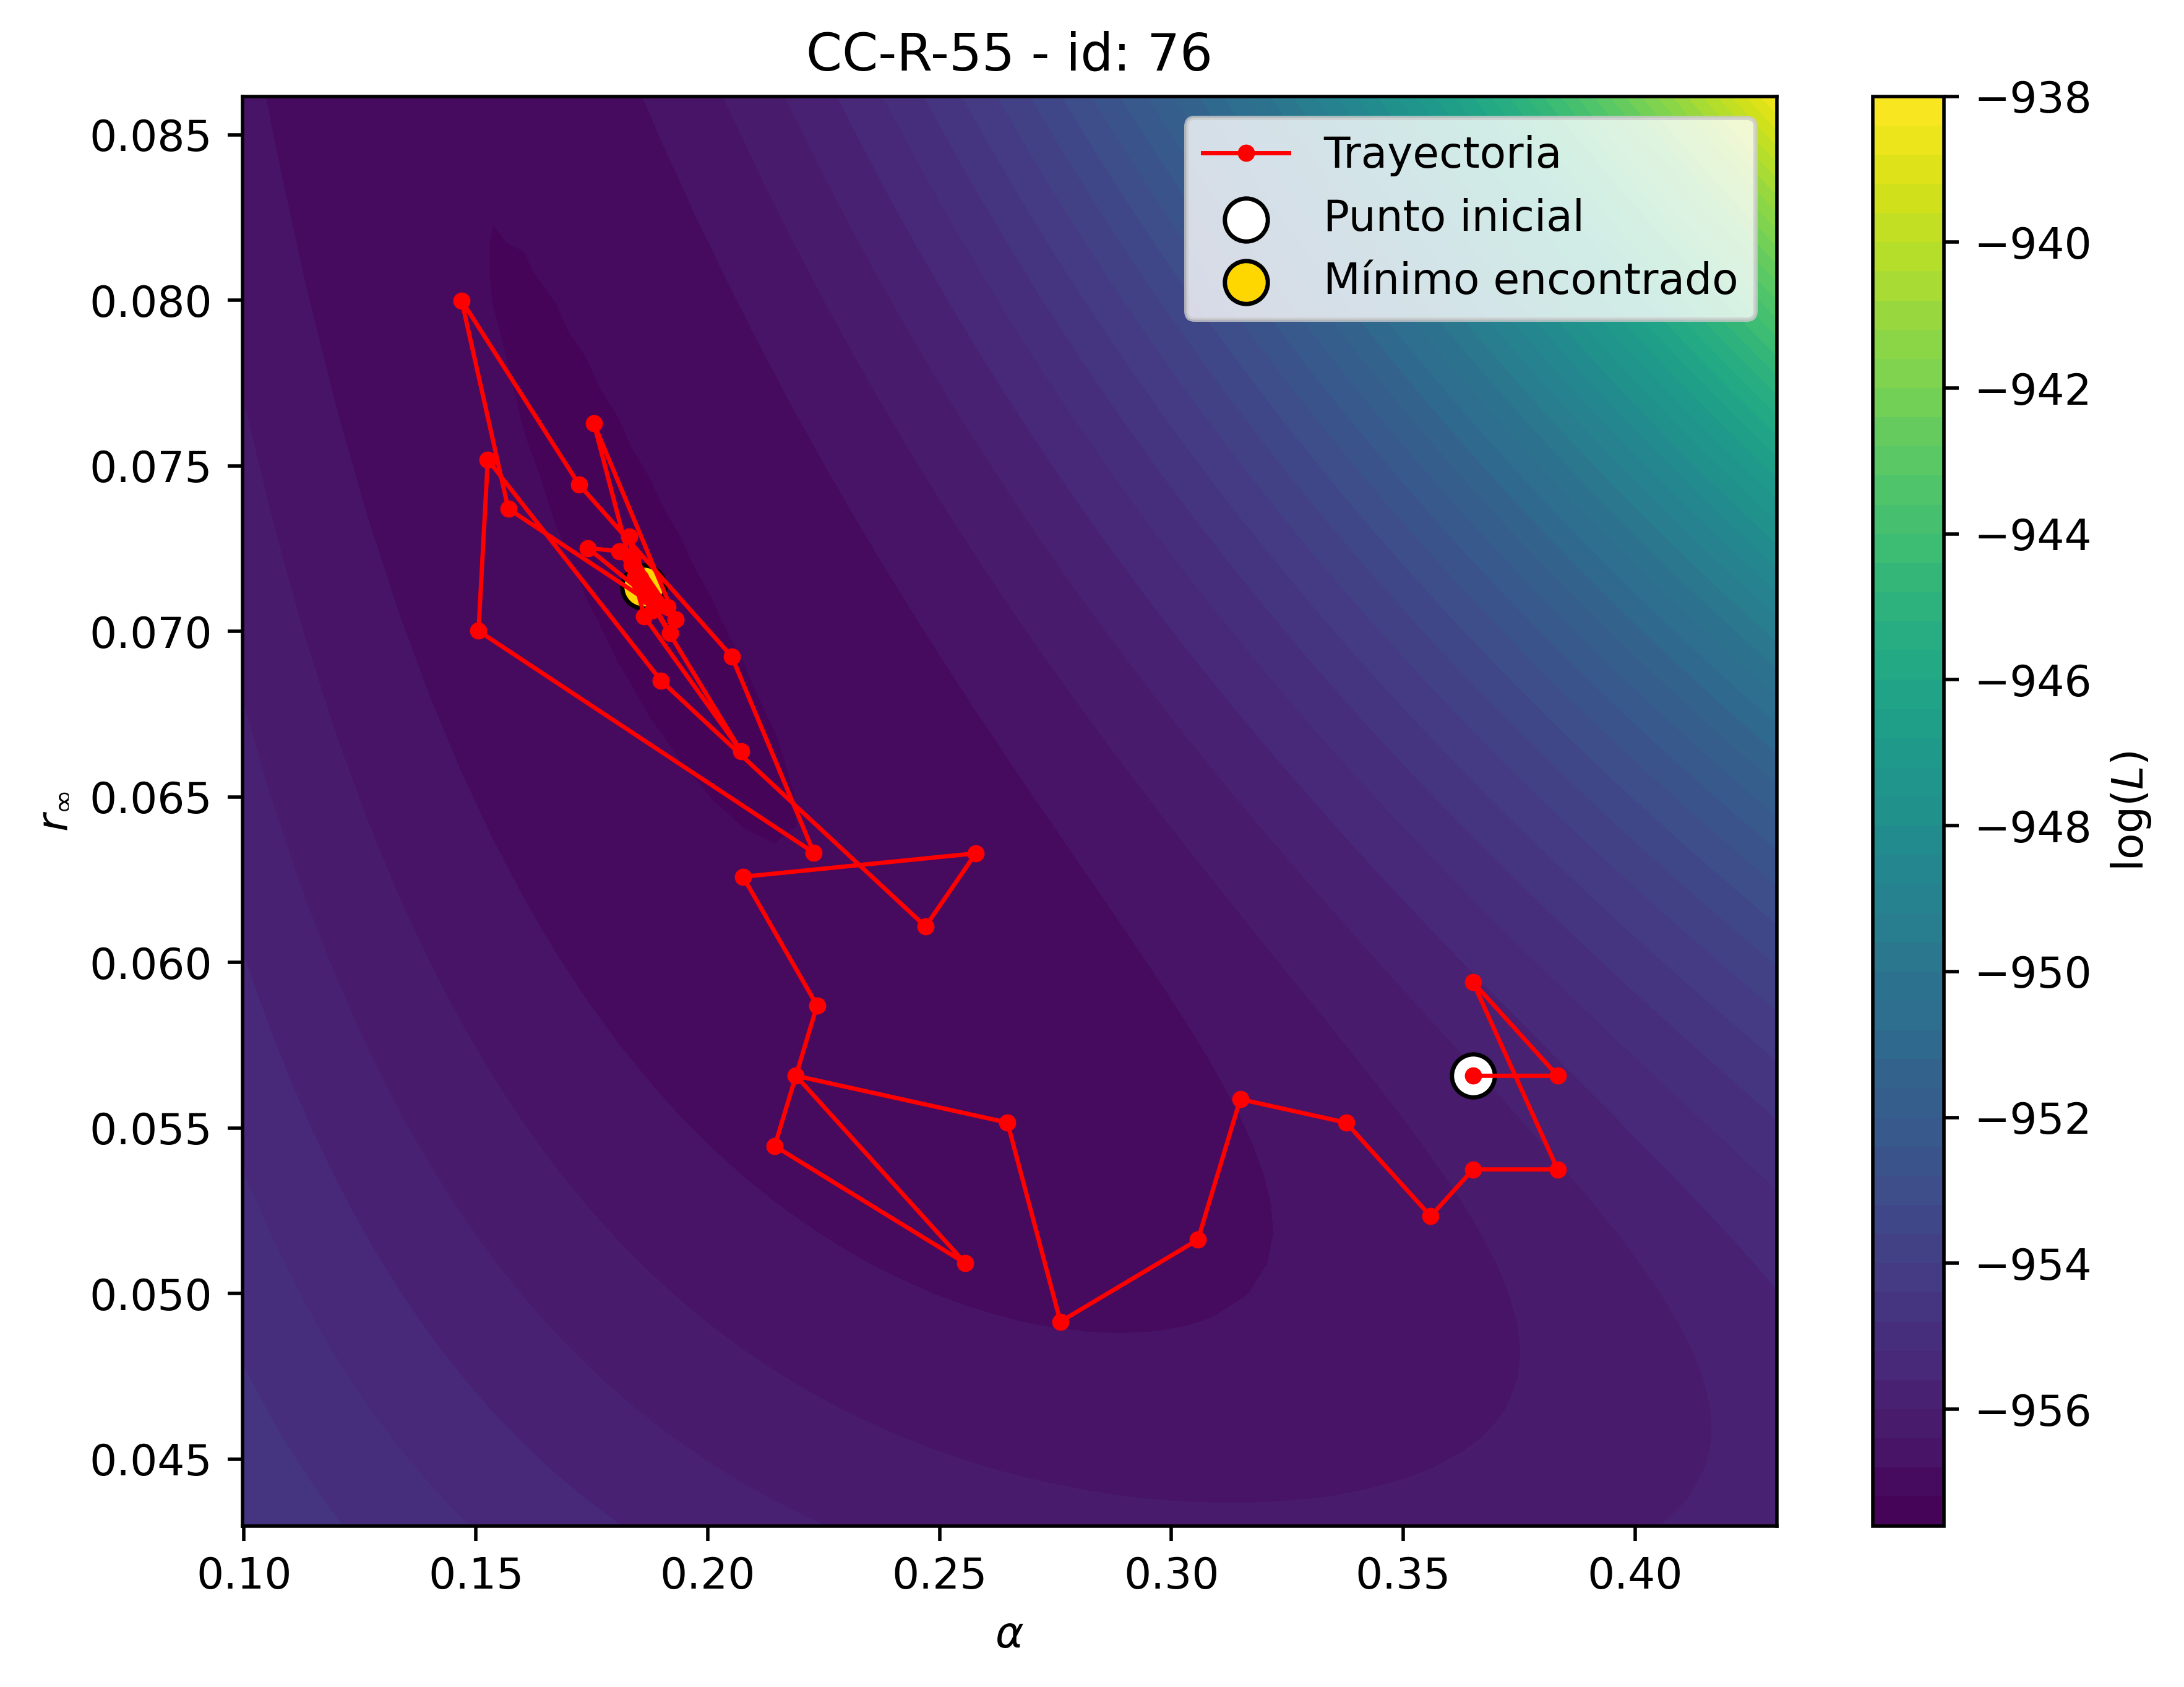 CC-R-55 - id: 76
Trayectoria
Punto inicial
Mínimo encontrado
0.085
0.080
0.075
0.070
0.065
0.060
0.055
0.050
0.045
r∞
0.10 0.15 0.20 0.25 0.30 0.35 0.40
α
−938
−940
−942
−944
−946
−948
−950
−952
−954
−956
log(L)